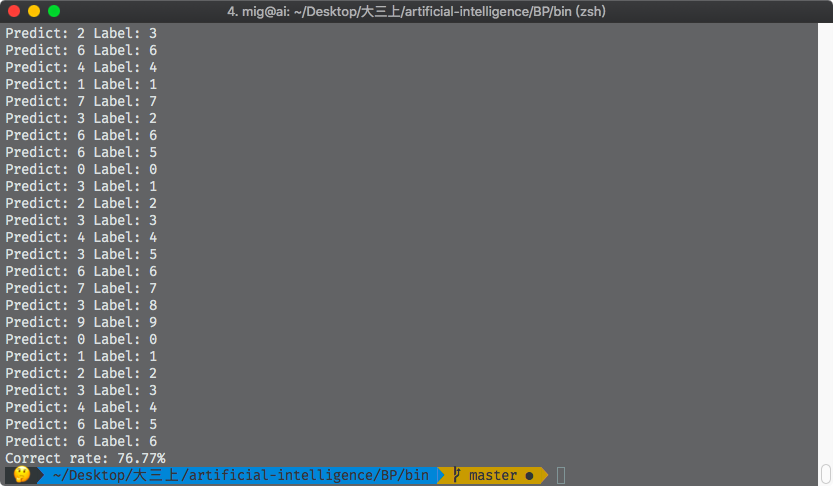 4. mig@ai: ~/Desktop/大三上/artificial-intelligence/BP/bin (zsh)
Predict: 2 Label: 3
Predict: 6 Label: 6
Predict: 4 Label: 4
Predict: 1 Label: 1
Predict: 7 Label: 7
Predict: 3 Label: 2
Predict: 6 Label: 6
Predict: 6 Label: 5
Predict: 0 Label: 0
Predict: 3 Label: 1
Predict: 2 Label: 2
Predict: 3 Label: 3
Predict: 4 Label: 4
Predict: 3 Label: 5
Predict: 6 Label: 6
Predict: 7 Label: 7
Predict: 3 Label: 8
Predict: 9 Label: 9
Predict: 0 Label: 0
Predict: 1 Label: 1
Predict: 2 Label: 2
Predict: 3 Label: 3
Predict: 4 Label: 4
Predict: 6 Label: 5
Predict: 6 Label: 6
Correct rate: 76.77%
🤔 ~/Desktop/大三上/artificial-intelligence/BP/bin master ●